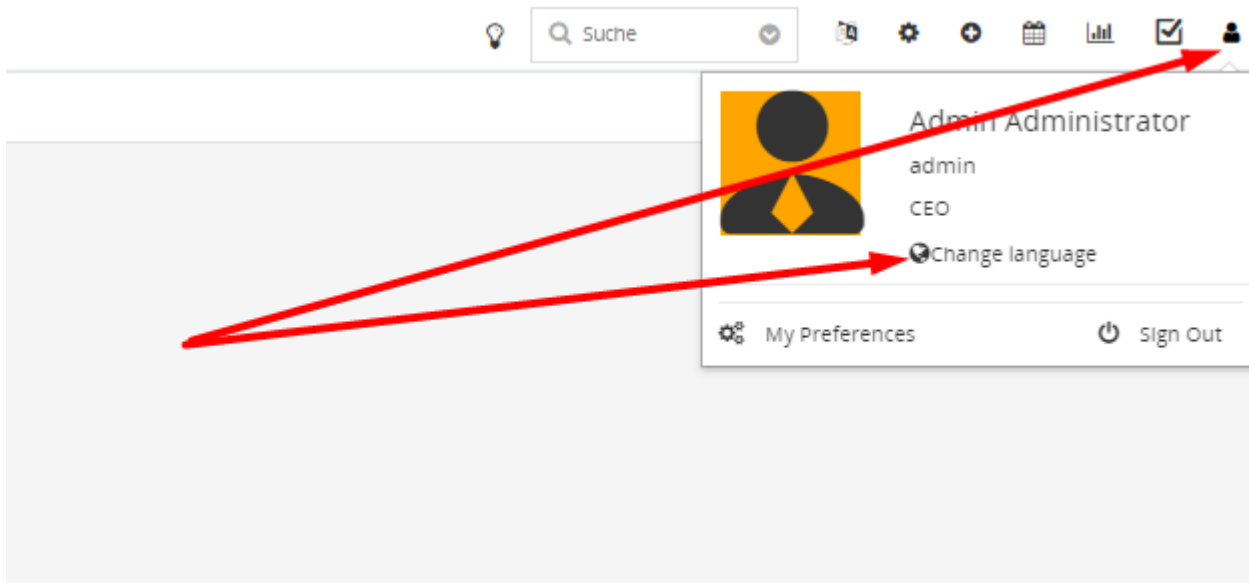 Suche
Admin Administrator
admin
CEO
Change language
My Preferences
Sign Out